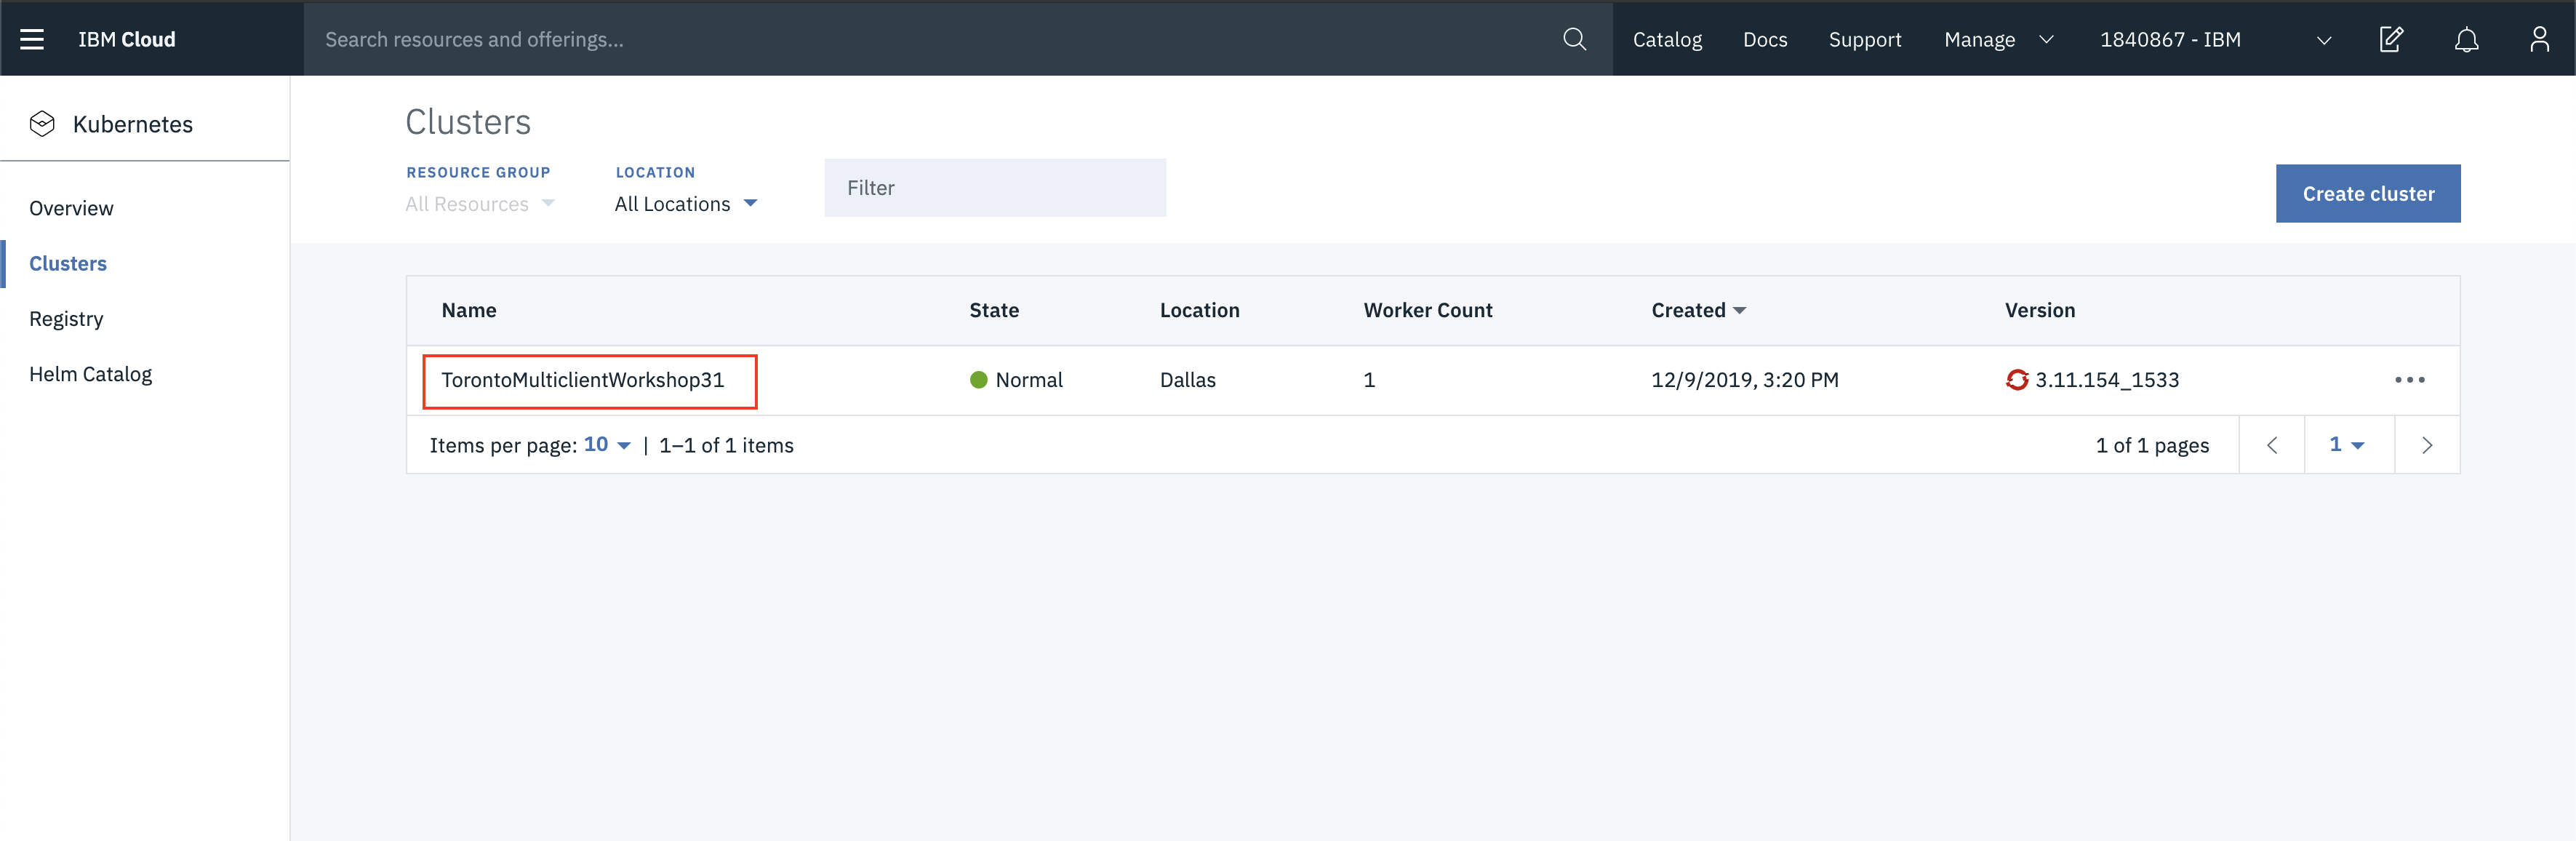 IBM Cloud
Search resources and offerings...
Catalog
Docs
Support
Manage
1840867 - IBM
Kubernetes
Overview
Clusters
Registry
Helm Catalog
Clusters
RESOURCE GROUP
All Resources
LOCATION
All Locations
Filter
Create cluster
Name State Location Worker Count Created Version
TorontoMulticlientWorkshop31 Normal Dallas 1 12/9/2019, 3:20 PM 3.11.154_1533
Items per page: 10 | 1–1 of 1 items 1 of 1 pages 1